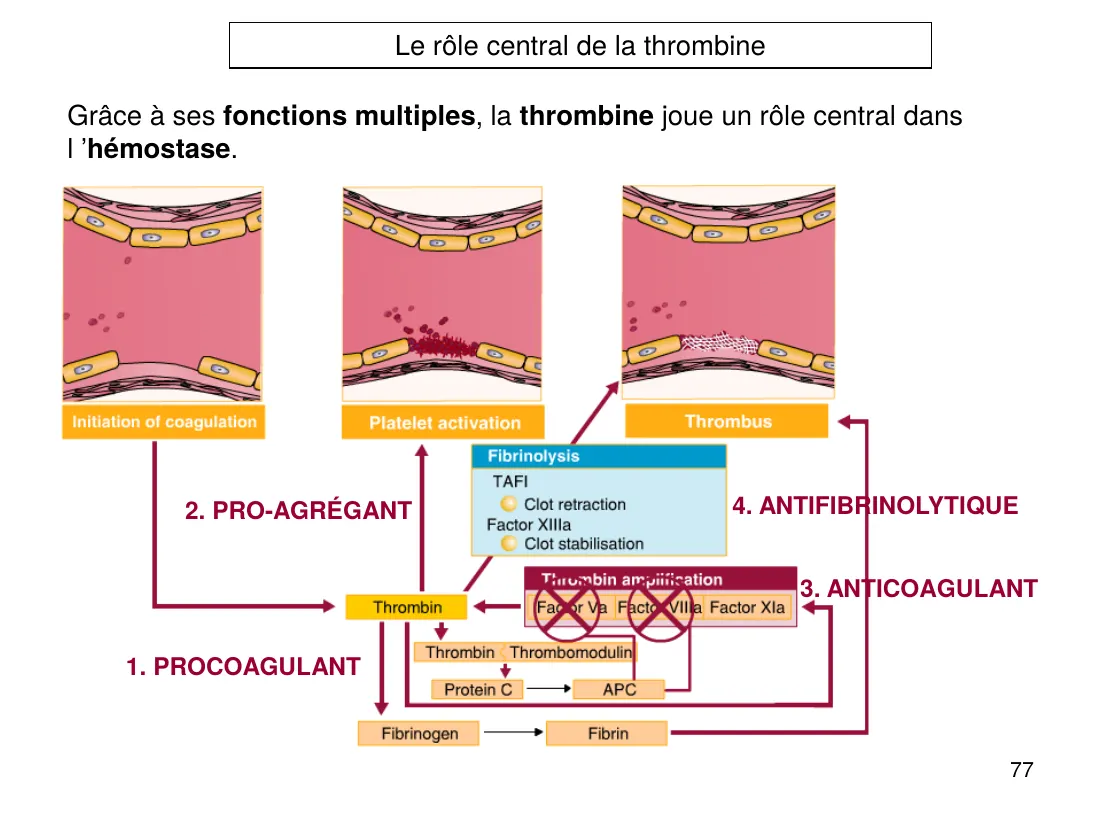 Le rôle central de la thrombine
Grâce à ses fonctions multiples, la thrombine joue un rôle central dans
l ’hémostase.
Initiation of coagulation
Platelet activation
Thrombus
Fibrinolysis
TAFI
Clot retraction
Factor XIIIa
Clot stabilisation
2. PRO-AGRÉGANT
4. ANTIFIBRINOLYTIQUE
Thrombin amplification
3. ANTICOAGULANT
Thrombin
Factor Va
Factor VIIIa
Factor XIa
Thrombin
Thrombomodulin
1. PROCOAGULANT
Protein C
APC
Fibrinogen
Fibrin
77